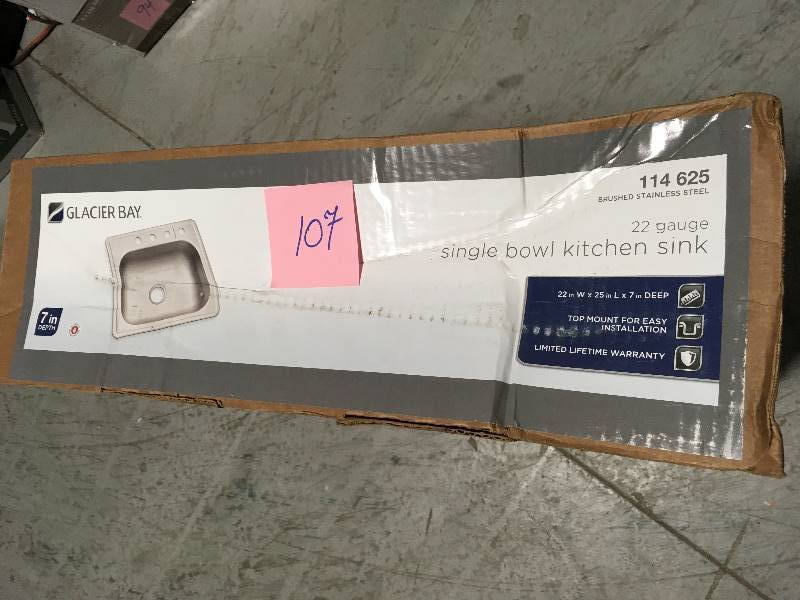 94
GLACIER BAY
107
114 625
BRUSHED STAINLESS STEEL
22 gauge
single bowl kitchen sink
7 in
DEPTH
22 in W x 25 in L x 7 in DEEP
TOP MOUNT FOR EASY
INSTALLATION
LIMITED LIFETIME WARRANTY